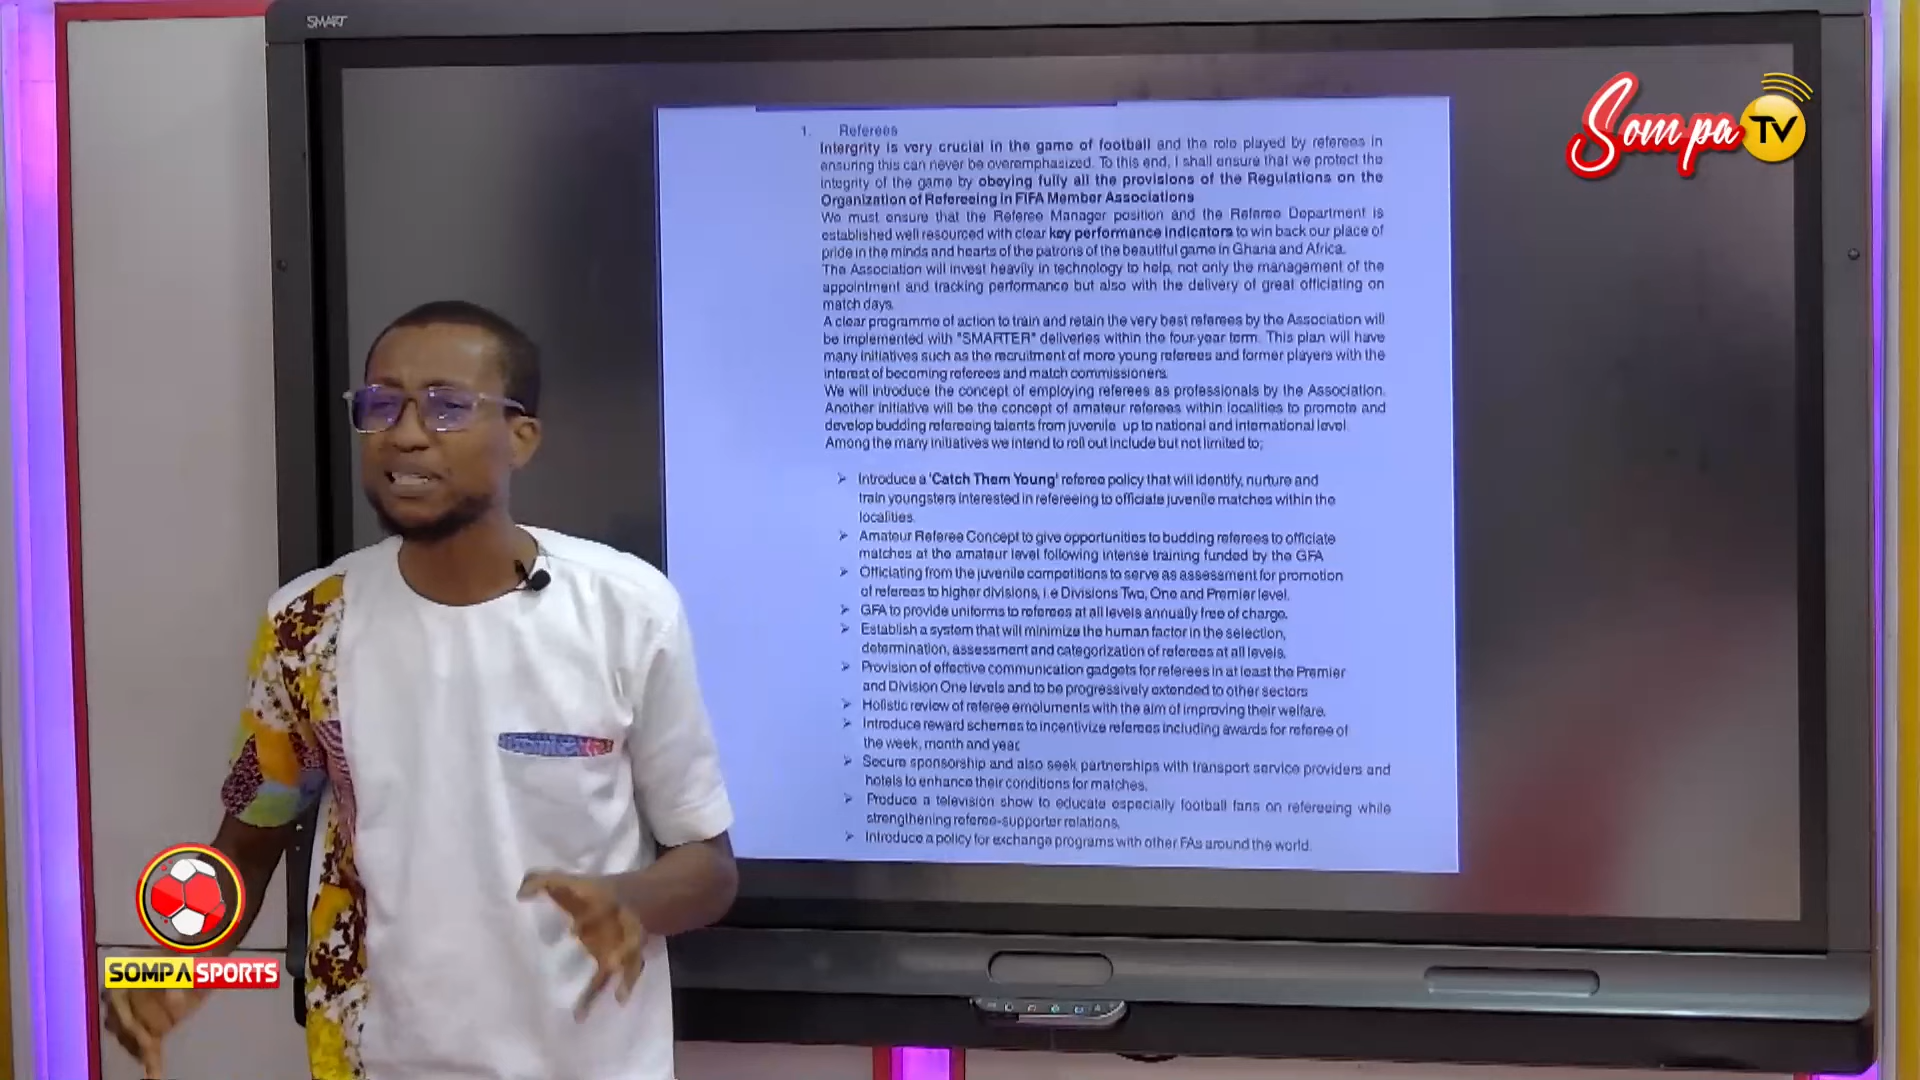 SMART
Sompa TV
1. Referees
Intergrity is very crucial in the game of football and the role played by referees in
ensuring this can never be overemphasized. To this end, I shall ensure that we protect the
integrity of the game by obeying fully all the provisions of the Regulations on the
Organization of Refereeing in FIFA Member Associations
We must ensure that the Referee Manager position and the Referee Department is
established well resourced with clear key performance indicators to win back our place of
pride in the minds and hearts of the patrons of the beautiful game in Ghana and Africa.
The Association will invest heavily in technology to help, not only the management of the
appointment and tracking performance but also with the delivery of great officiating on
match days.
A clear programme of action to train and retain the very best referees by the Association will
be implemented with "SMARTER" deliveries within the four-year term. This plan will have
many initiatives such as the recruitment of more young referees and former players with the
interest of becoming referees and match commissioners.
We will introduce the concept of employing referees as professionals by the Association.
Another initiative will be the concept of amateur referees within localities to promote and
develop budding refereeing talents from juvenile up to national and international level.
Among the many initiatives we intend to roll out include but not limited to;
➢ Introduce a 'Catch Them Young' referee policy that will identify, nurture and
train youngsters interested in refereeing to officiate juvenile matches within the
localities.
➢ Amateur Referee Concept to give opportunities to budding referees to officiate
matches at the amateur level following intense training funded by the GFA
➢ Officiating from the juvenile competitions to serve as assessment for promotion
of referees to higher divisions, i.e Divisions Two, One and Premier level.
➢ GFA to provide uniforms to referees at all levels annually free of charge.
➢ Establish a system that will minimize the human factor in the selection,
determination, assessment and categorization of referees at all levels.
➢ Provision of effective communication gadgets for referees in at least the Premier
and Division One levels and to be progressively extended to other sectors
➢ Holistic review of referee emoluments with the aim of improving their welfare.
➢ Introduce reward schemes to incentivize referees including awards for referee of
the week, month and year.
➢ Secure sponsorship and also seek partnerships with transport service providers and
hotels to enhance their conditions for matches.
➢ Produce a television show to educate especially football fans on refereeing while
strengthening referee-supporter relations.
➢ Introduce a policy for exchange programs with other FAs around the world.
SOMPA SPORTS